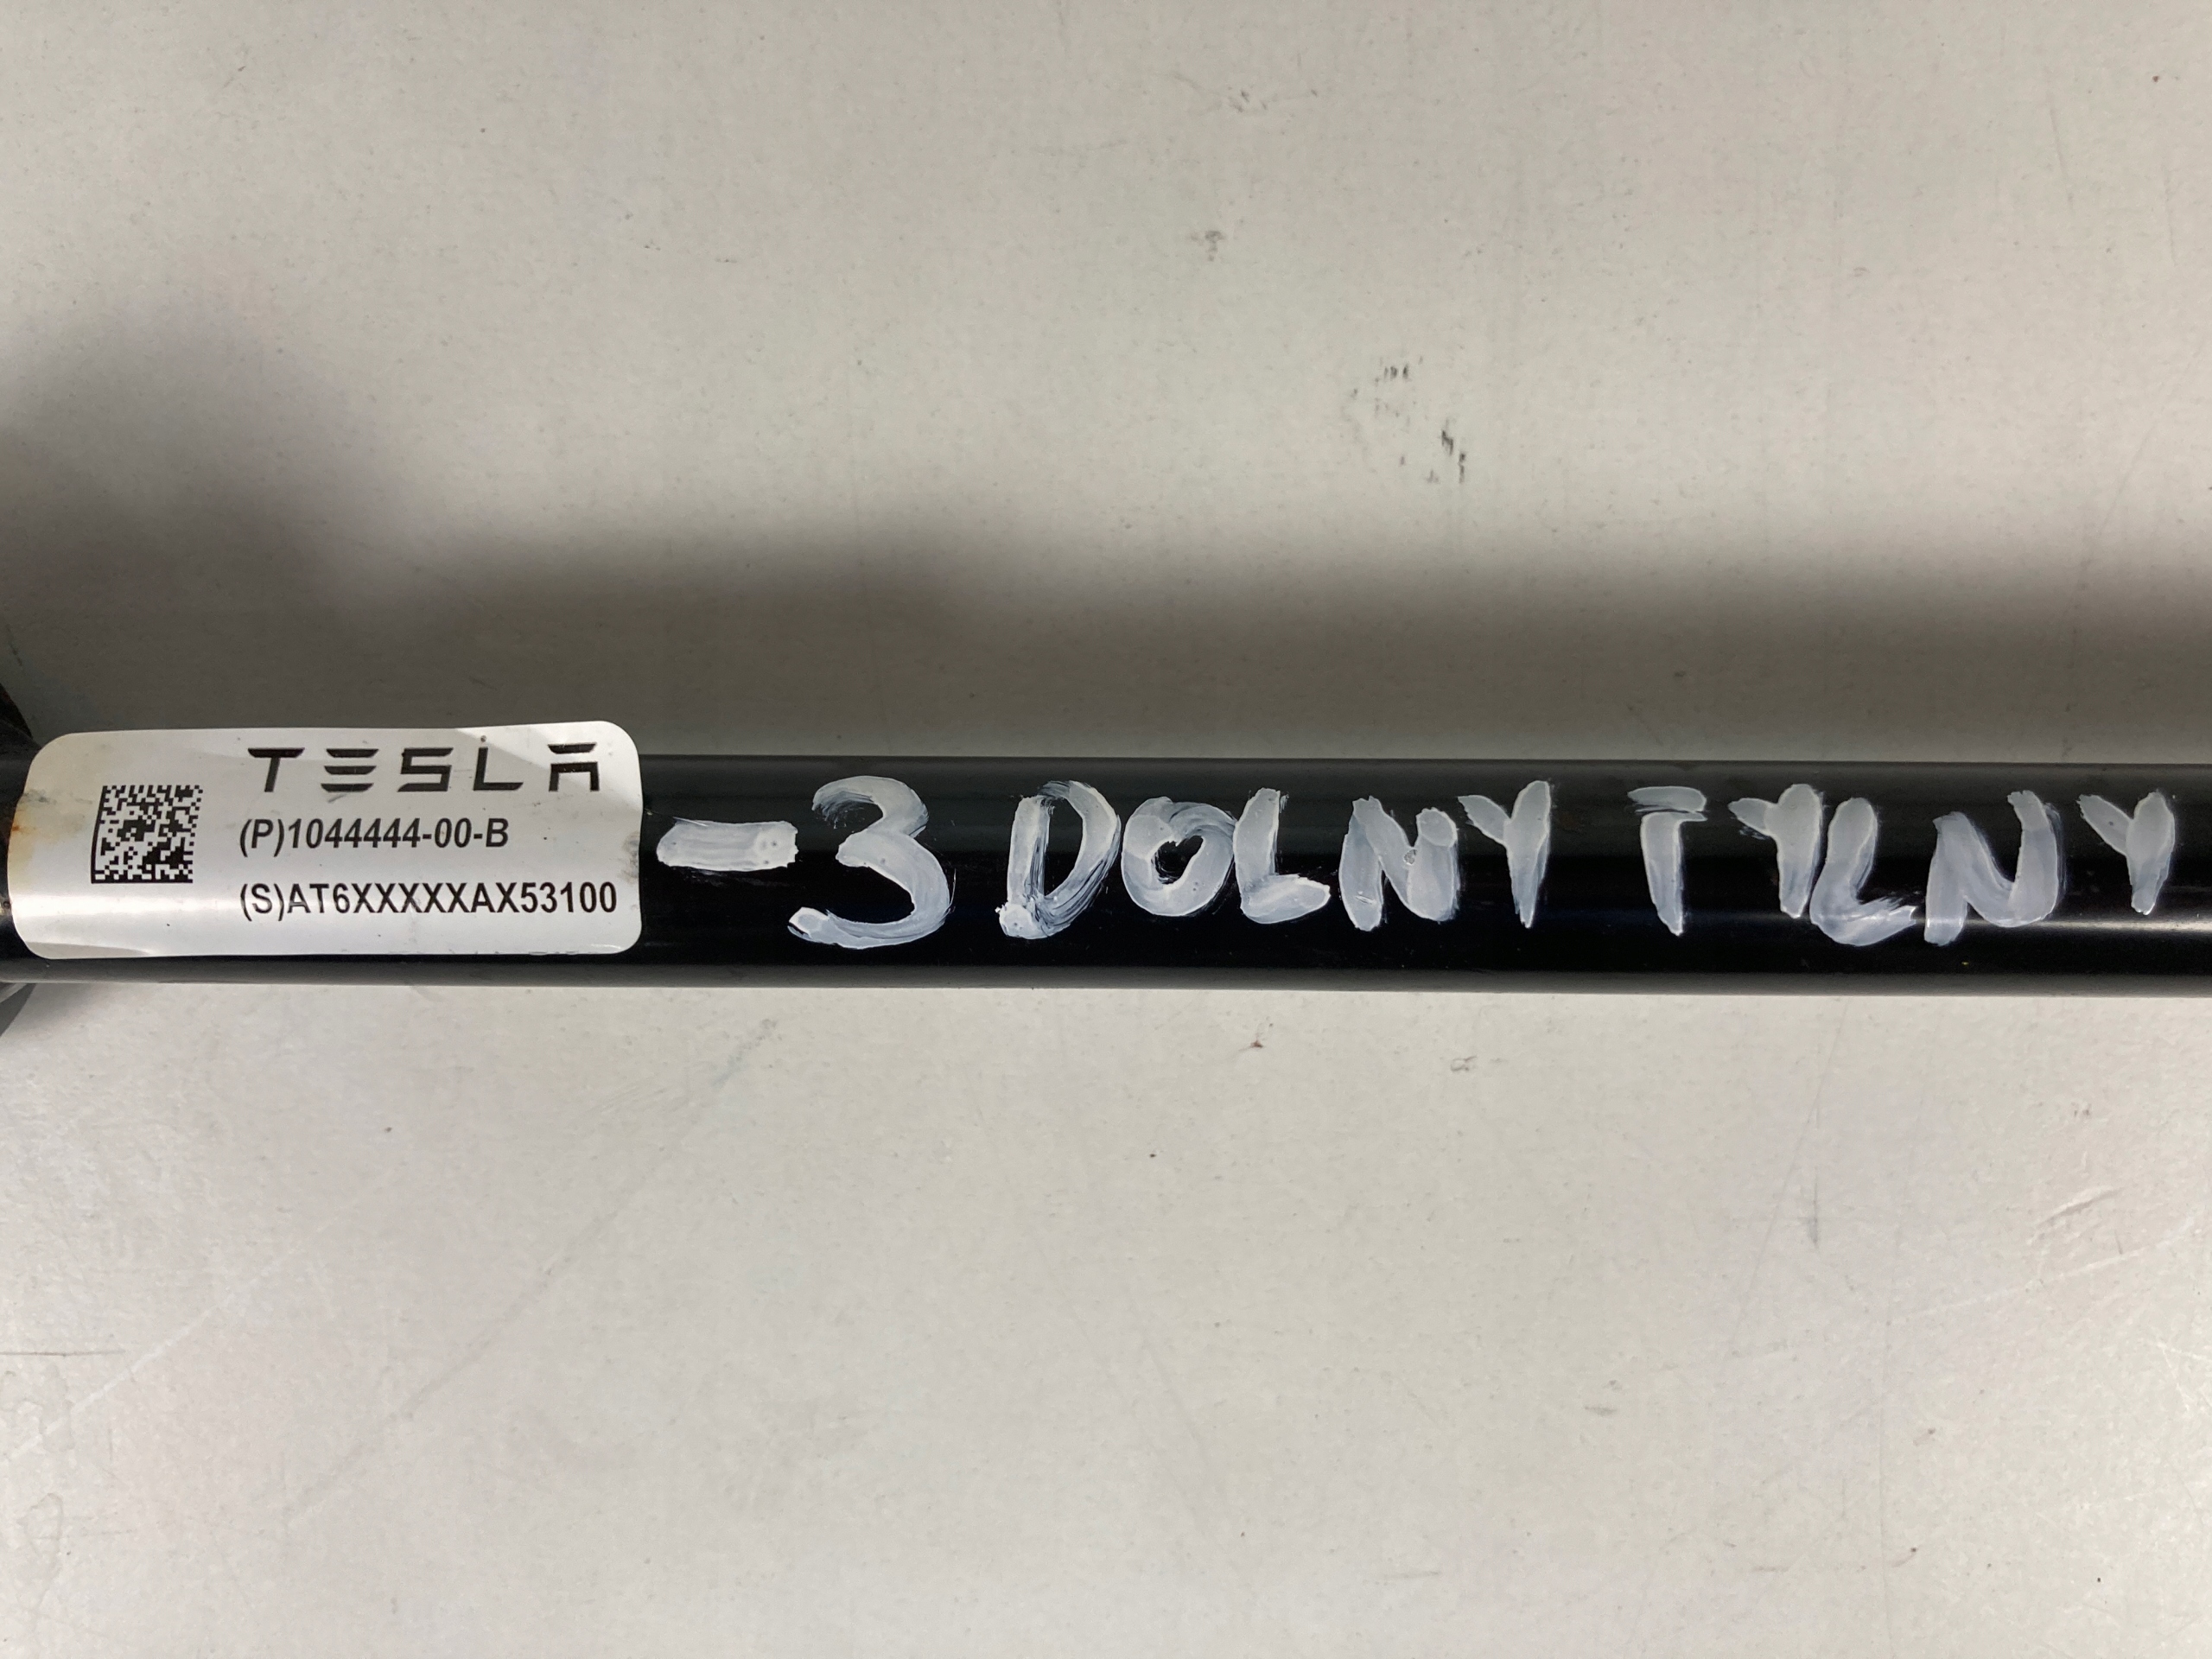 TESLA
(P)1044444-00-B
(S)AT6XXXXXAX53100
-3 DOLNY TYLNY